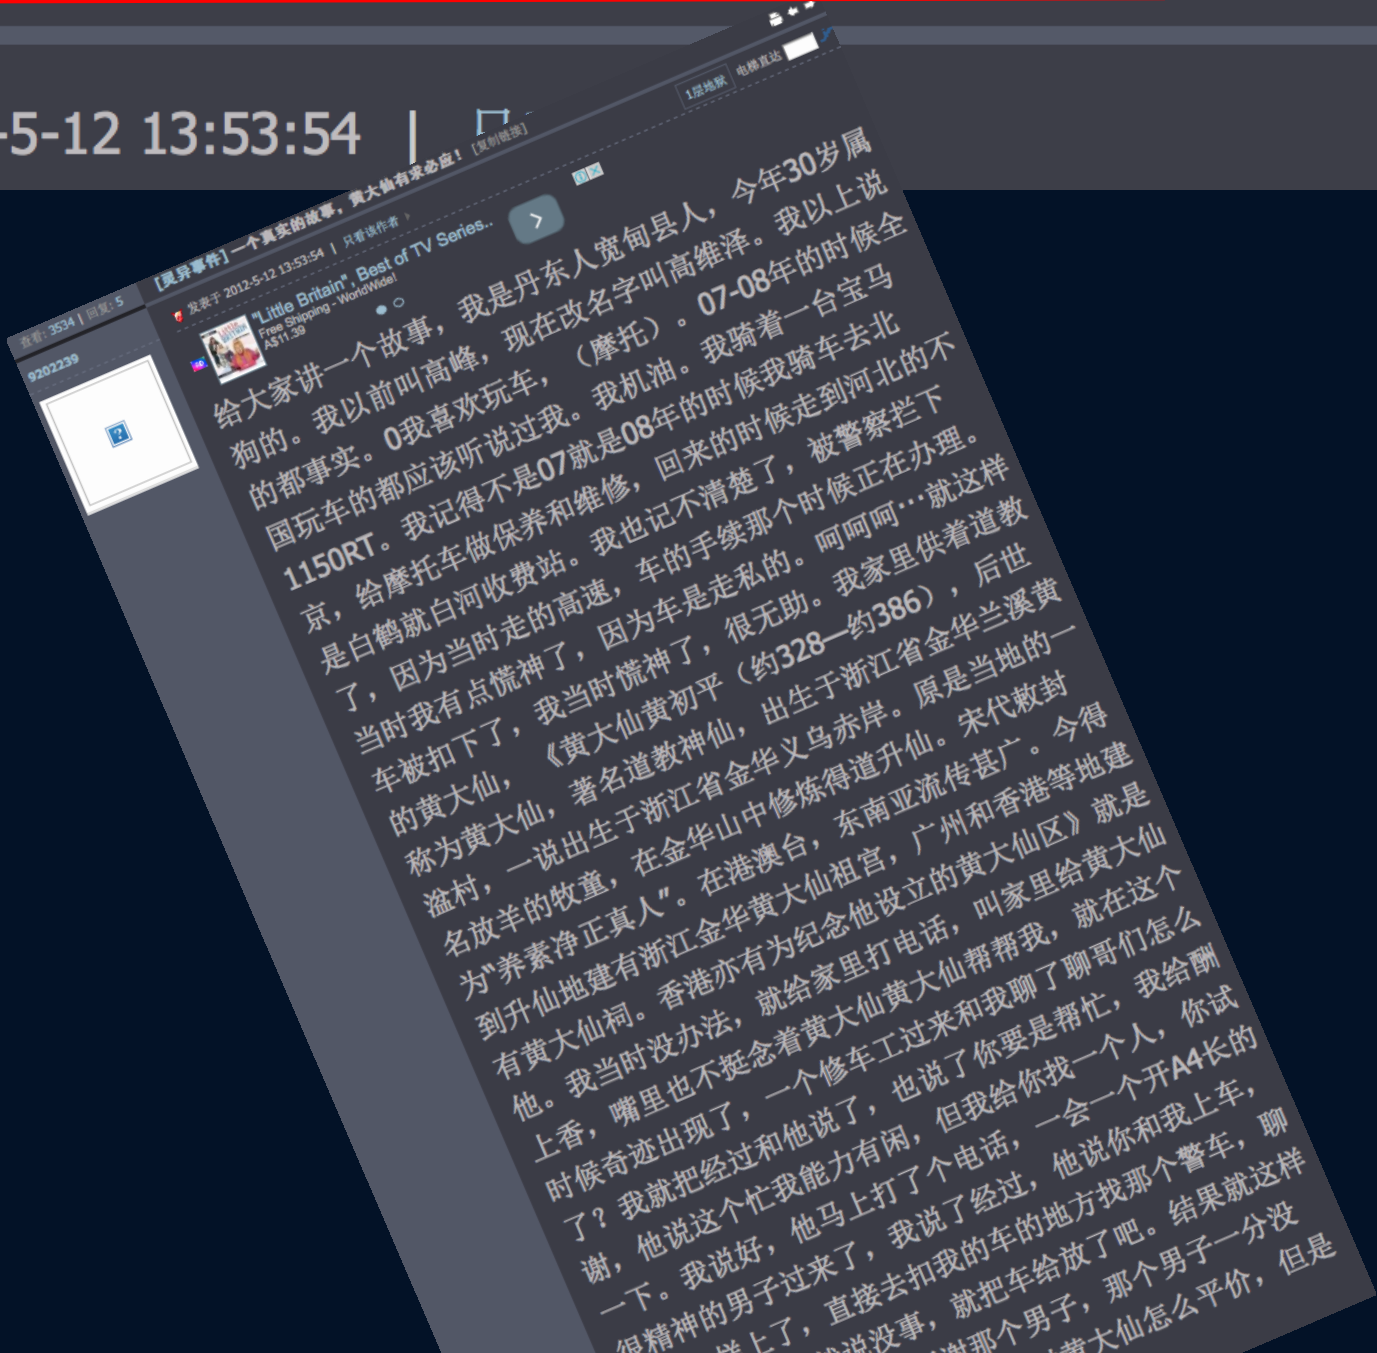 -5-12 13:53:54 |
1层地狱
电梯直达
[灵异事件] 一个真实的故事，黄大仙有求必应！ [复制链接]
查看: 3534 | 回复: 5
发表于 2012-5-12 13:53:54 | 只看该作者
9202239
"Little Britain", Best of TV Series..
Free Shipping - WorldWide!
A$11.39
给大家讲一个故事，我是丹东人宽甸县人，今年30岁属
狗的。我以前叫高峰，现在改名字叫高维泽。我以上说
的都事实。0我喜欢玩车，（摩托）。07-08年的时候全
国玩车的都应该听说过我。我机油。我骑着一台宝马
1150RT。我记得不是07就是08年的时候我骑车去北
京，给摩托车做保养和维修，回来的时候走到河北的不
是白鹤就白河收费站。我也记不清楚了，被警察拦下
了，因为当时走的高速，车的手续那个时候正在办理。
当时我有点慌神了，因为车是走私的。呵呵呵…就这样
车被扣下了，我当时慌神了，很无助。我家里供着道教
的黄大仙，《黄大仙黄初平（约328—约386），后世
称为黄大仙，著名道教神仙，出生于浙江省金华兰溪黄
湓村，一说出生于浙江省金华义乌赤岸。原是当地的一
名放羊的牧童，在金华山中修炼得道升仙。宋代敕封
为"养素净正真人"。在港澳台，东南亚流传甚广。今得
到升仙地建有浙江金华黄大仙祖宫，广州和香港等地建
有黄大仙祠。香港亦有为纪念他设立的黄大仙区》就是
他。我当时没办法，就给家里打电话，叫家里给黄大仙
上香，嘴里也不挺念着黄大仙黄大仙帮帮我，就在这个
时候奇迹出现了，一个修车工过来和我聊了聊哥们怎么
了？我就把经过和他说了，也说了你要是帮忙，我给酬
谢，他说这个忙我能力有闲，但我给你找一个人，你试
一下。我说好，他马上打了个电话，一会一个开A4长的
很精神的男子过来了，我说了经过，他说你和我上车，
样上了，直接去扣我的车的地方找那个警车，聊
就说没事，就把车给放了吧。结果就这样
谢那个男子，那个男子一分没
黄大仙怎么平价，但是